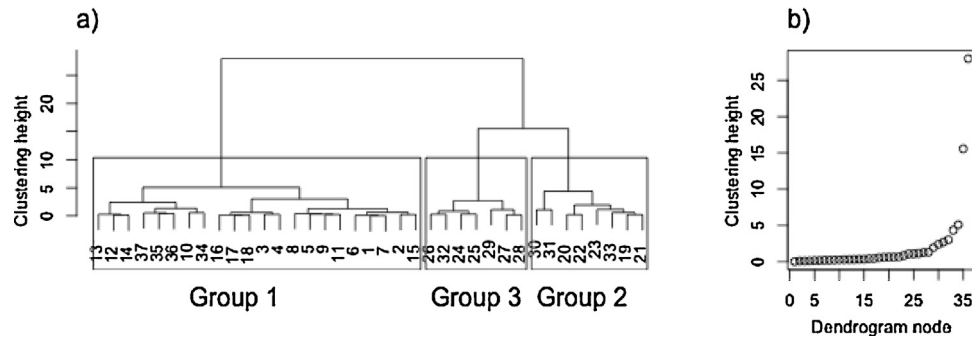 a)
Clustering height
20
10
5
0
13 12 14 37 35 36 10 34 16 17 18 3 4 8 5 9 11 6 1 7 2 15 26 32 24 25 29 27 28 30 31 20 22 23 33 19 21
Group 1 Group 3 Group 2
b)
Clustering height
25
20
15
10
5
0
0 5 15 25 35
Dendrogram node